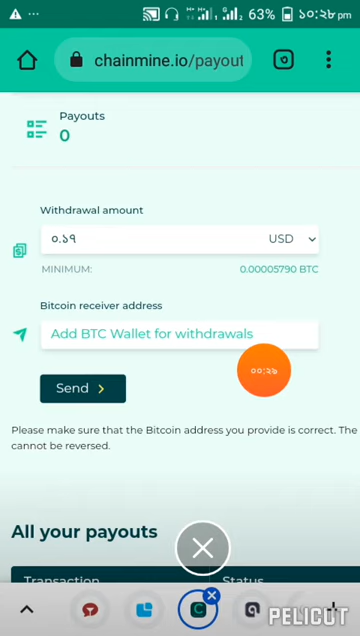 63% ১০:২৮ pm
chainmine.io/payout
Payouts
0
Withdrawal amount
০.১৭ USD
MINIMUM: 0.00005790 BTC
Bitcoin receiver address
Add BTC Wallet for withdrawals
০০:২৬
Send
Please make sure that the Bitcoin address you provide is correct. The
cannot be reversed.
All your payouts
Transaction Status
PELICUT